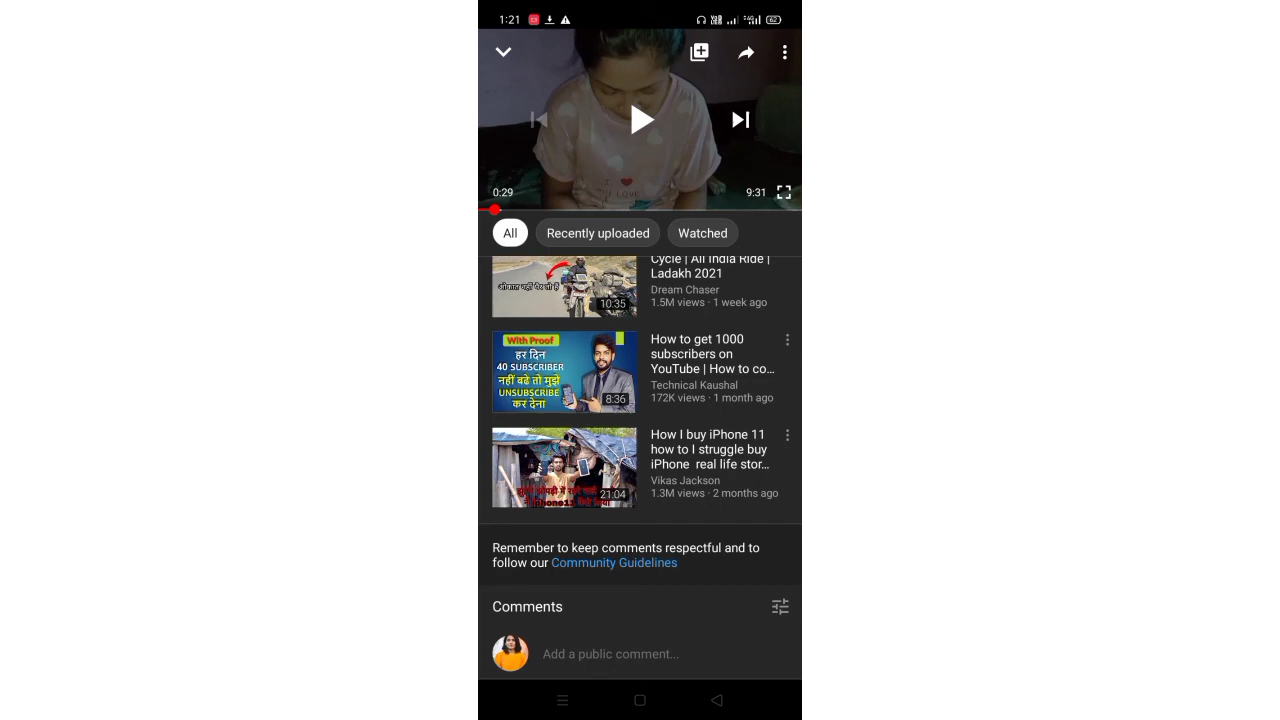 1:21
62
0:29
9:31
I ❤
I LOVE
All
Recently uploaded
Watched
Cycle | All India Ride |
Ladakh 2021
10:35
Dream Chaser
1.5M views · 1 week ago
With Proof
हर दिन
40 SUBSCRIBER
नहीं बढे तो मुझे
UNSUBSCRIBE
कर देना
8:36
How to get 1000
subscribers on
YouTube | How to co...
Technical Kaushal
172K views · 1 month ago
21:04
How I buy iPhone 11
how to I struggle buy
iPhone real life stor...
Vikas Jackson
1.3M views · 2 months ago
Remember to keep comments respectful and to
follow our Community Guidelines
Comments
Add a public comment...